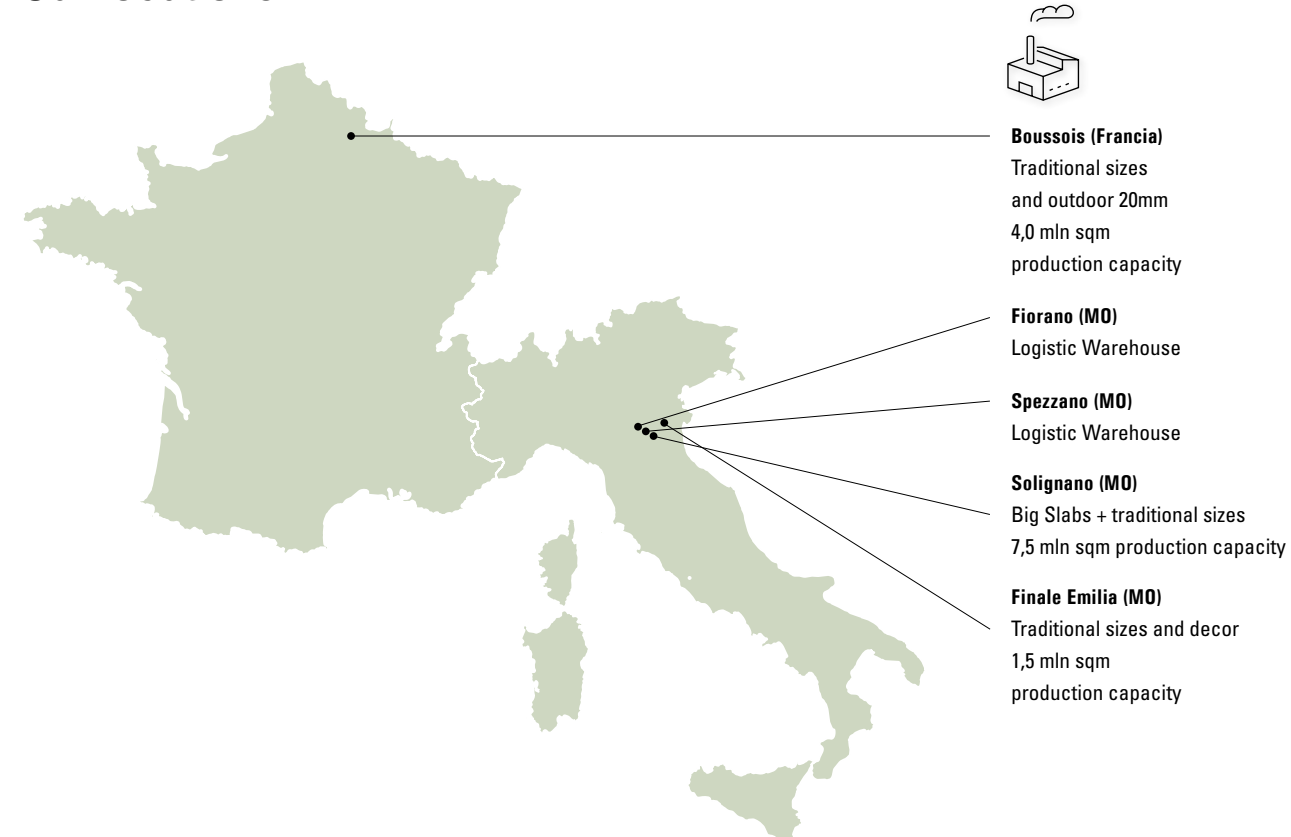 Boussois (Francia)
Traditional sizes
and outdoor 20mm
4,0 mln sqm
production capacity
Fiorano (MO)
Logistic Warehouse
Spezzano (MO)
Logistic Warehouse
Solignano (MO)
Big Slabs + traditional sizes
7,5 mln sqm production capacity
Finale Emilia (MO)
Traditional sizes and decor
1,5 mln sqm
production capacity